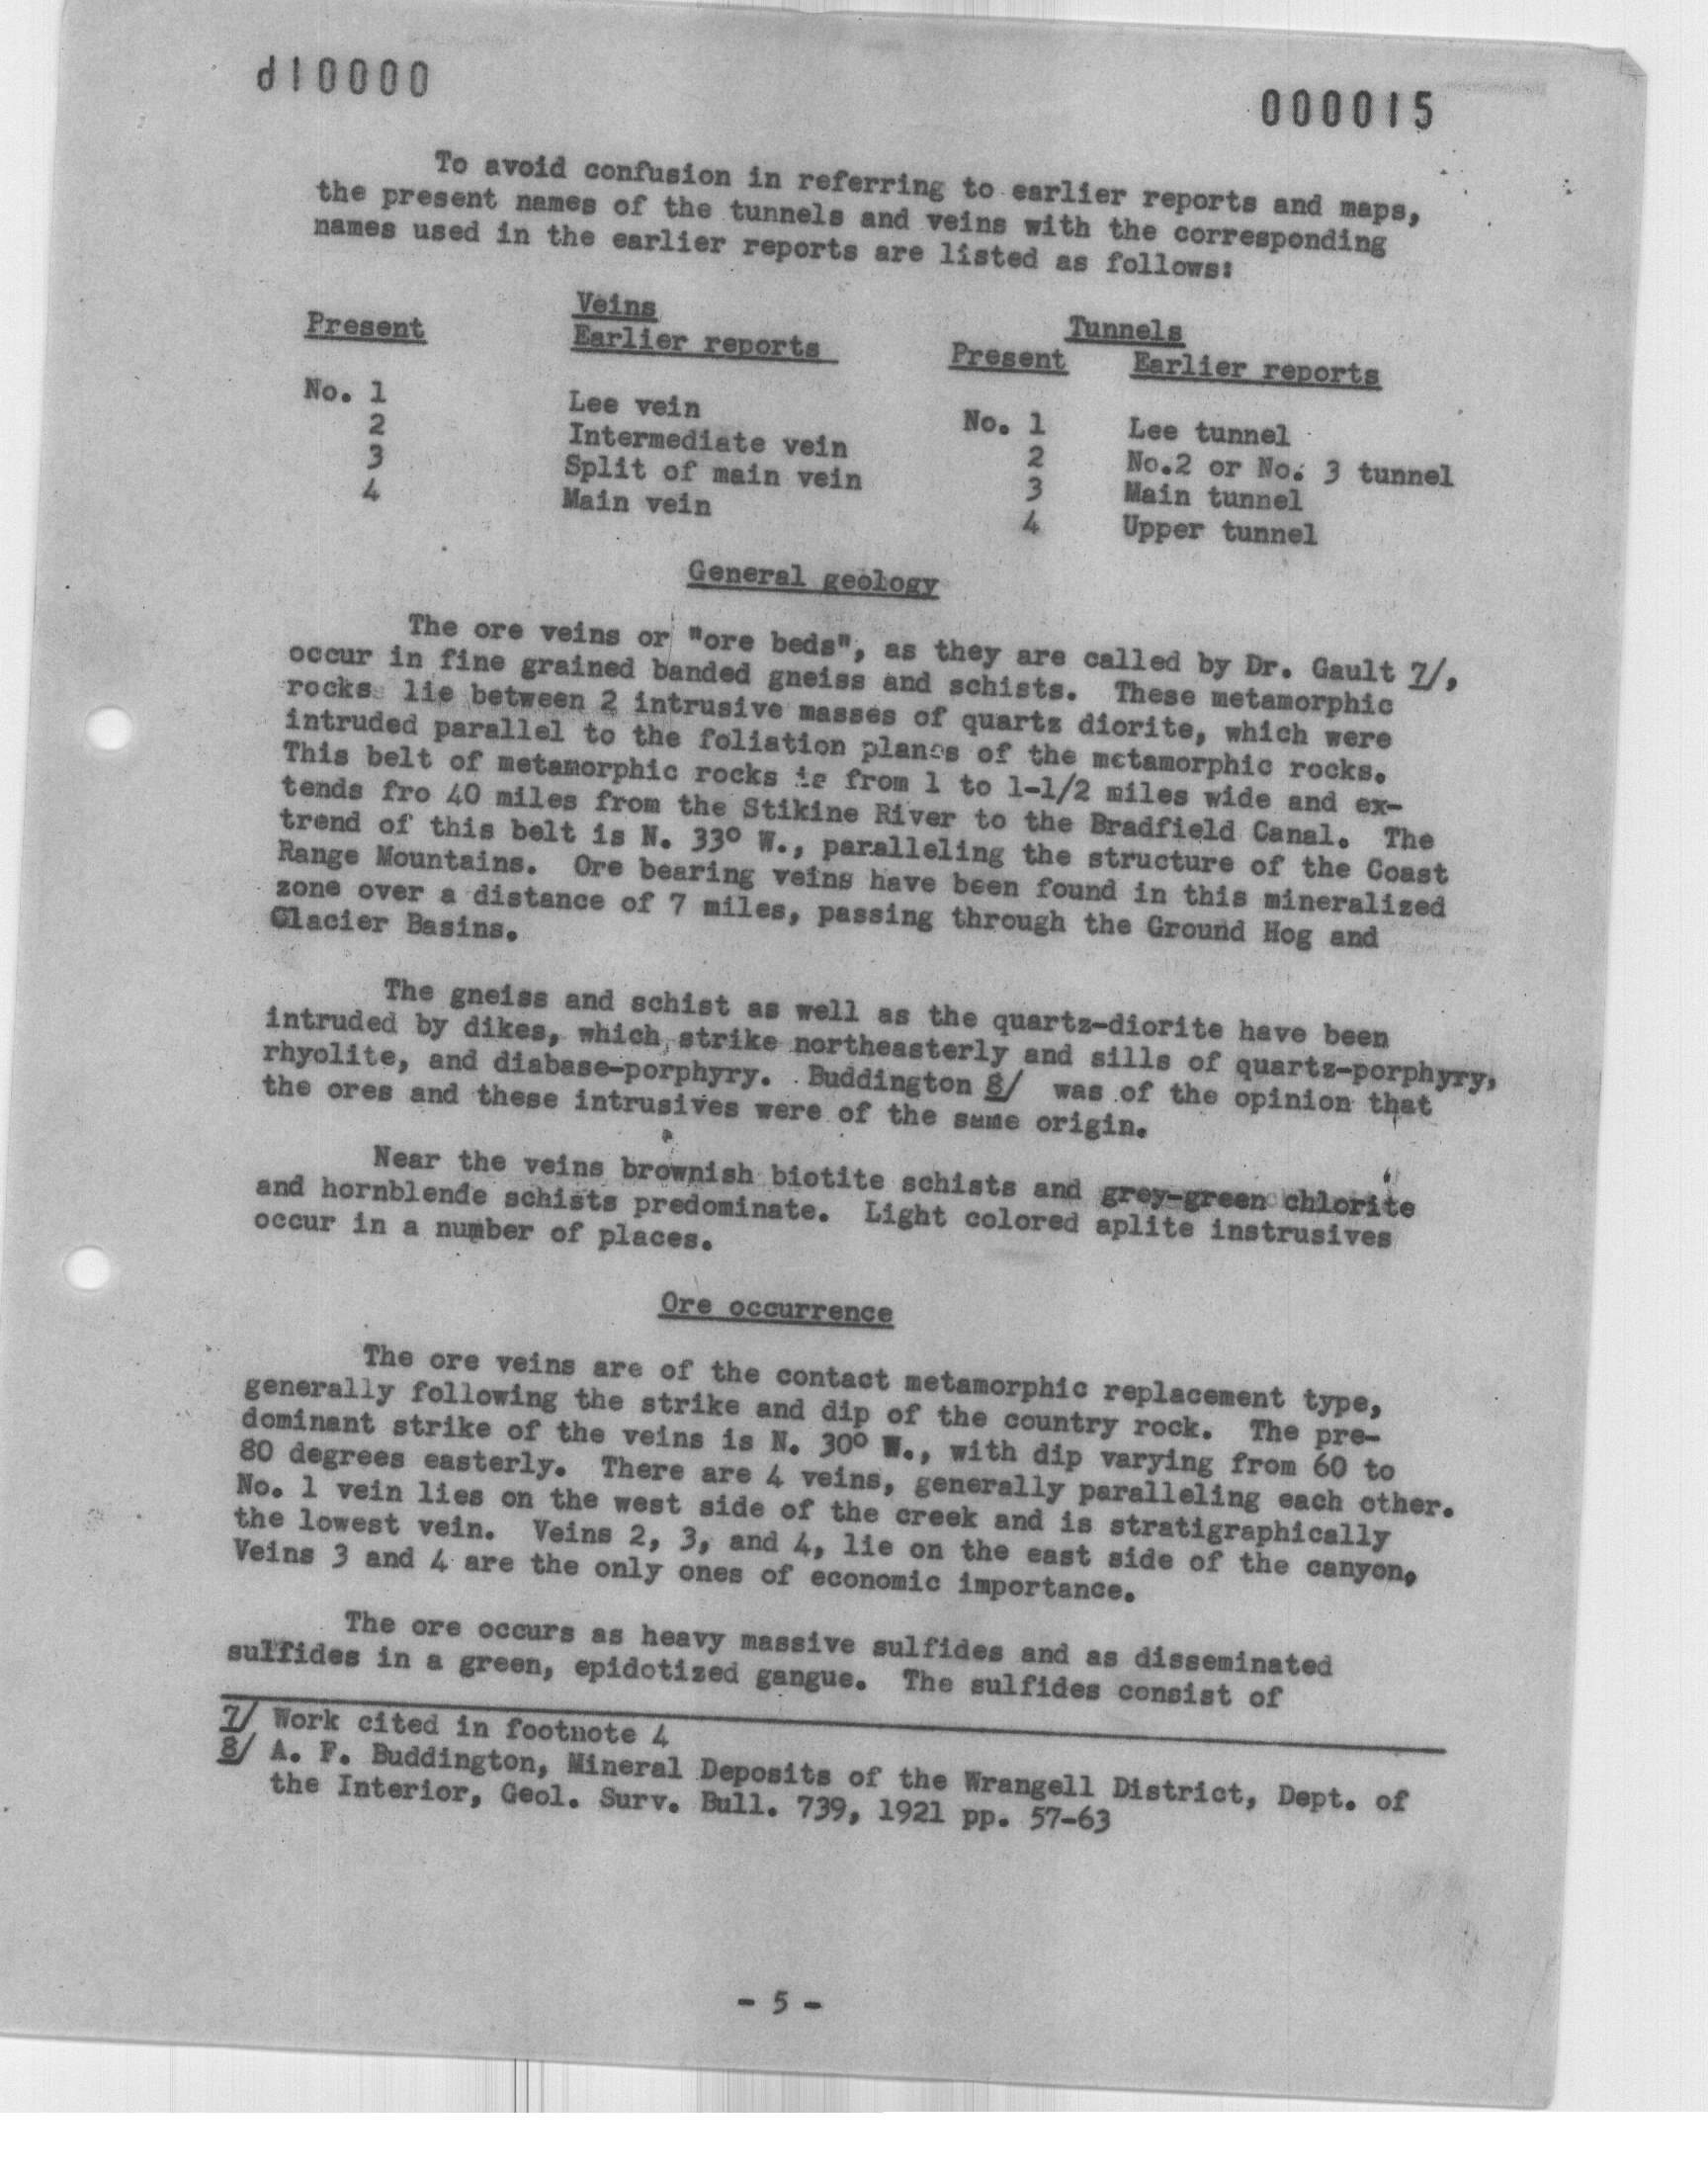 d10000
000015
To avoid confusion in referring to earlier reports and maps,
the present names of the tunnels and veins with the corresponding
names used in the earlier reports are listed as follows:
Veins
Present Earlier reports
Tunnels
Present Earlier reports
No. 1 Lee vein No. 1 Lee tunnel
2 Intermediate vein 2 No.2 or No. 3 tunnel
3 Split of main vein 3 Main tunnel
4 Main vein 4 Upper tunnel
General geology
The ore veins or "ore beds", as they are called by Dr. Gault 7/,
occur in fine grained banded gneiss and schists. These metamorphic
rocks lie between 2 intrusive masses of quartz diorite, which were
intruded parallel to the foliation planes of the metamorphic rocks.
This belt of metamorphic rocks is from 1 to 1-1/2 miles wide and ex-
tends fro 40 miles from the Stikine River to the Bradfield Canal. The
trend of this belt is N. 33° W., paralleling the structure of the Coast
Range Mountains. Ore bearing veins have been found in this mineralized
zone over a distance of 7 miles, passing through the Ground Hog and
Glacier Basins.
The gneiss and schist as well as the quartz-diorite have been
intruded by dikes, which strike northeasterly and sills of quartz-porphyry,
rhyolite, and diabase-porphyry. Buddington 8/ was of the opinion that
the ores and these intrusives were of the same origin.
Near the veins brownish biotite schists and grey-green chlorite
and hornblende schists predominate. Light colored aplite instrusives
occur in a number of places.
Ore occurrence
The ore veins are of the contact metamorphic replacement type,
generally following the strike and dip of the country rock. The pre-
dominant strike of the veins is N. 30° W., with dip varying from 60 to
80 degrees easterly. There are 4 veins, generally paralleling each other.
No. 1 vein lies on the west side of the creek and is stratigraphically
the lowest vein. Veins 2, 3, and 4, lie on the east side of the canyon,
Veins 3 and 4 are the only ones of economic importance.
The ore occurs as heavy massive sulfides and as disseminated
sulfides in a green, epidotized gangue. The sulfides consist of
7/ Work cited in footnote 4
8/ A. F. Buddington, Mineral Deposits of the Wrangell District, Dept. of
the Interior, Geol. Surv. Bull. 739, 1921 pp. 57-63
- 5 -